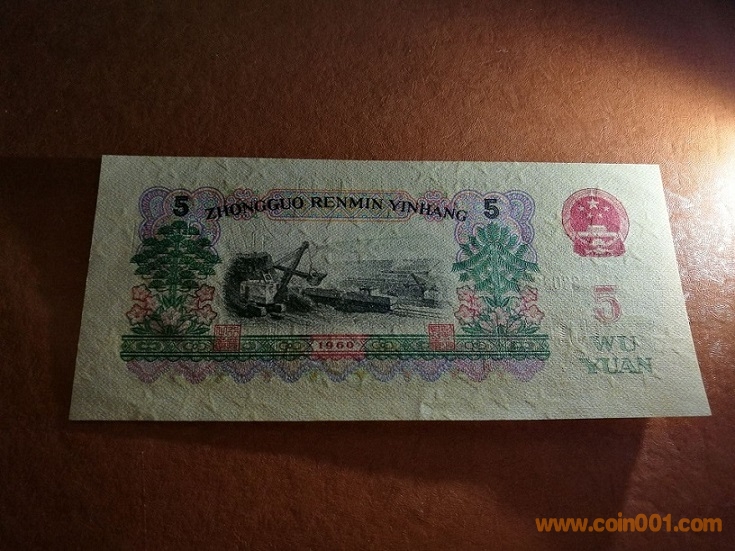 5 ZHONGGUO RENMIN YINHANG 5
1960
5
WU
YUAN
www.coin001.com